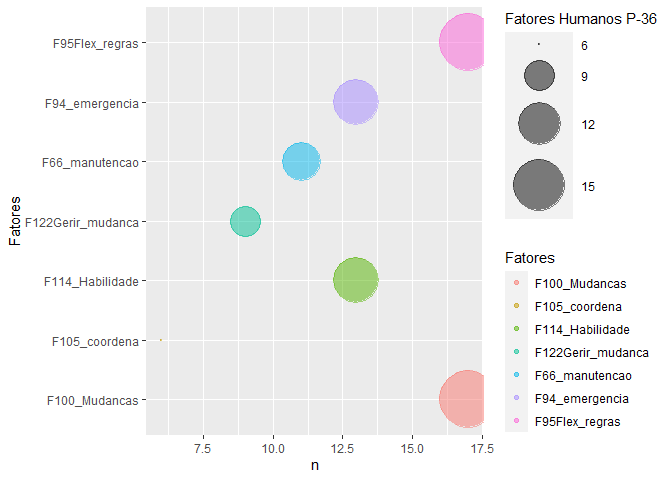 Fatores
F95Flex_regras
F94_emergencia
F66_manutencao
F122Gerir_mudanca
F114_Habilidade
F105_coordena
F100_Mudancas
7.5
10.0
12.5
15.0
17.5
n
Fatores Humanos P-36
6
9
12
15
Fatores
F100_Mudancas
F105_coordena
F114_Habilidade
F122Gerir_mudanca
F66_manutencao
F94_emergencia
F95Flex_regras